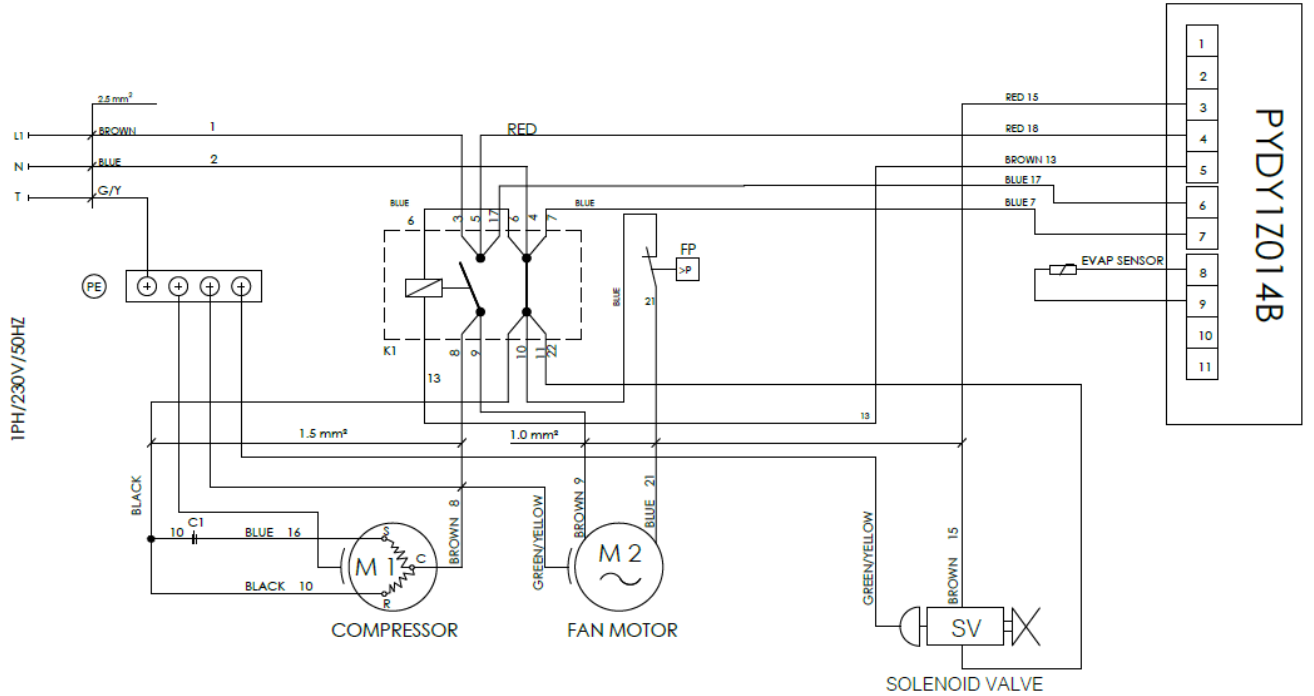 2.5 mm²
L1
BROWN
1
N
BLUE
2
T
G/Y
PE
1PH/230V/50HZ
RED
BLUE
6
3
5
17
6
4
7
BLUE
K1
8
9
10
11
22
13
BLUE
FP
>P
21
13
1.5 mm²
1.0 mm²
RED 15
RED 18
BROWN 13
BLUE 17
BLUE 7
EVAP SENSOR
1
2
3
4
5
6
7
8
9
10
11
PYDY1Z014B
BLACK
10
C1
BLUE 16
BLACK 10
S
C
R
M 1
BROWN 8
COMPRESSOR
GREEN/YELLOW
BROWN 9
BLUE 21
M 2
FAN MOTOR
GREEN/YELLOW
BROWN 15
SV
SOLENOID VALVE